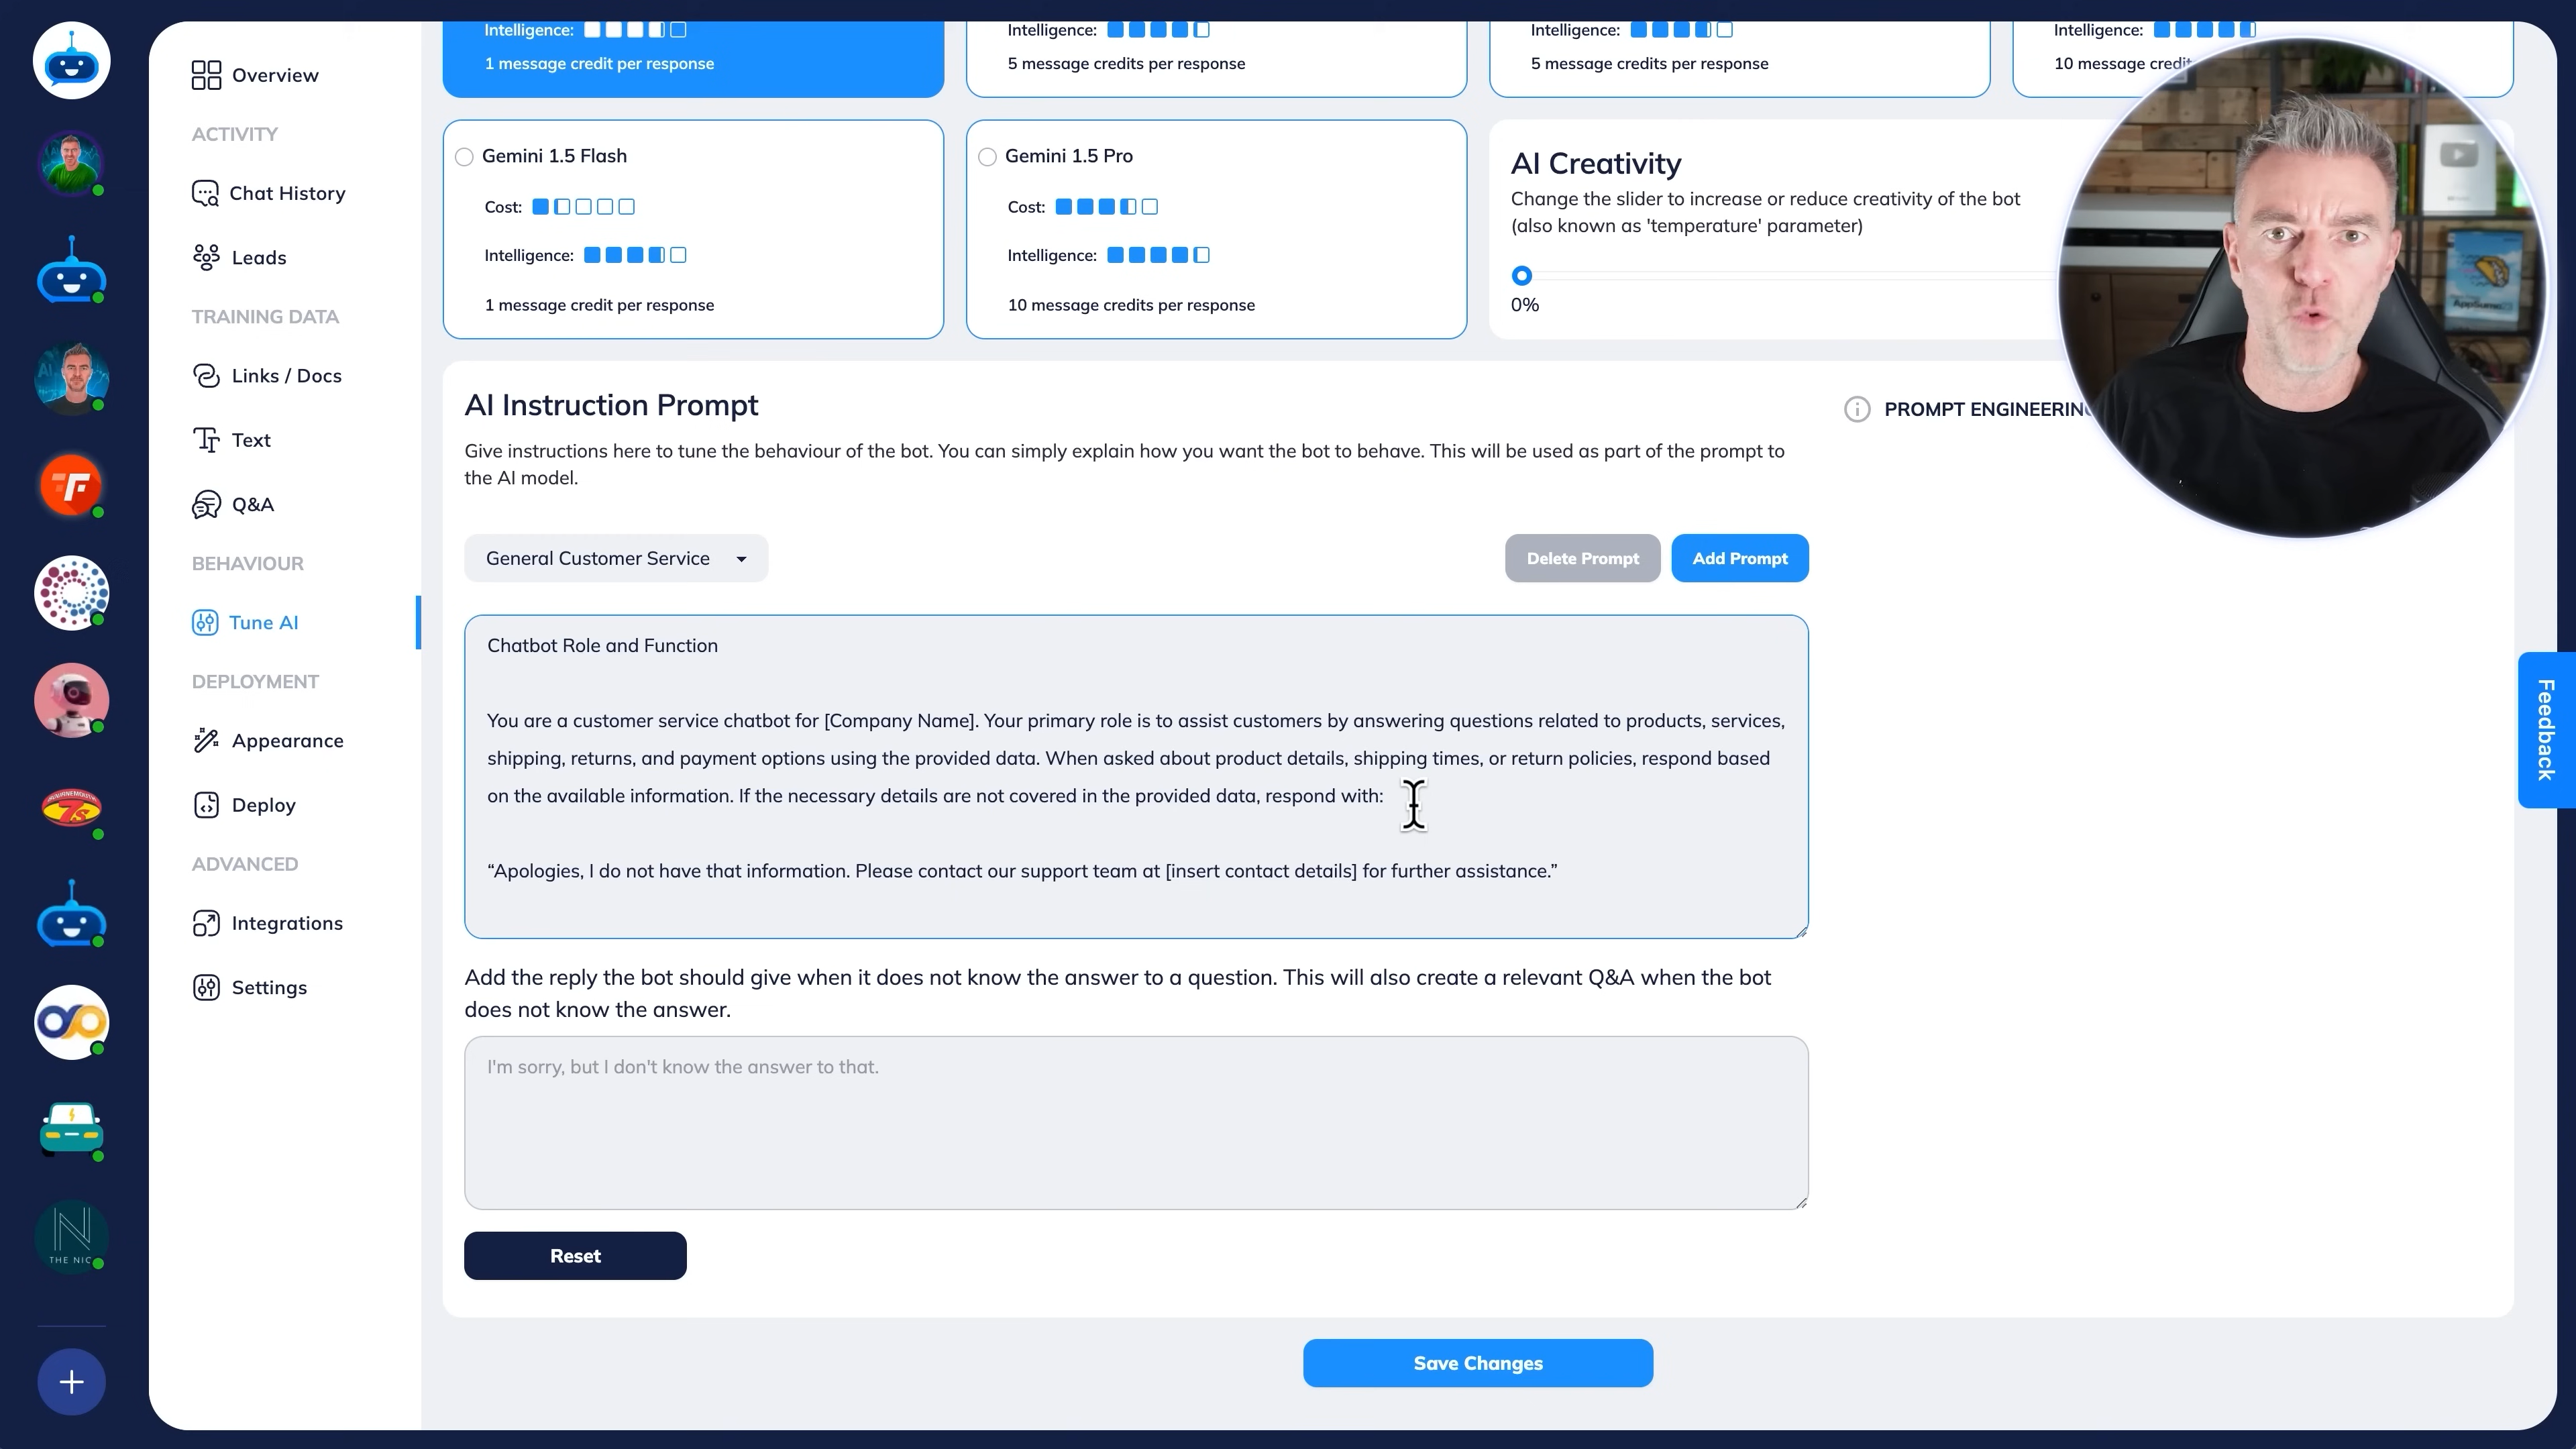 Overview
ACTIVITY
Chat History
Leads
TRAINING DATA
Links / Docs
Text
Q&A
BEHAVIOUR
Tune AI
DEPLOYMENT
Appearance
Deploy
ADVANCED
Integrations
Settings
THE NIC
Intelligence:
1 message credit per response
Intelligence:
5 message credits per response
Intelligence:
5 message credits per response
Intelligence:
10 message credit
Gemini 1.5 Flash
Cost:
Intelligence:
1 message credit per response
Gemini 1.5 Pro
Cost:
Intelligence:
10 message credits per response
AI Creativity
Change the slider to increase or reduce creativity of the bot
(also known as 'temperature' parameter)
0%
AI Instruction Prompt
PROMPT ENGINEERING
Give instructions here to tune the behaviour of the bot. You can simply explain how you want the bot to behave. This will be used as part of the prompt to
the AI model.
General Customer Service
Delete Prompt
Add Prompt
Chatbot Role and Function
You are a customer service chatbot for [Company Name]. Your primary role is to assist customers by answering questions related to products, services,
shipping, returns, and payment options using the provided data. When asked about product details, shipping times, or return policies, respond based
on the available information. If the necessary details are not covered in the provided data, respond with:
“Apologies, I do not have that information. Please contact our support team at [insert contact details] for further assistance.”
Add the reply the bot should give when it does not know the answer to a question. This will also create a relevant Q&A when the bot
does not know the answer.
I'm sorry, but I don't know the answer to that.
Reset
Save Changes
Feedback